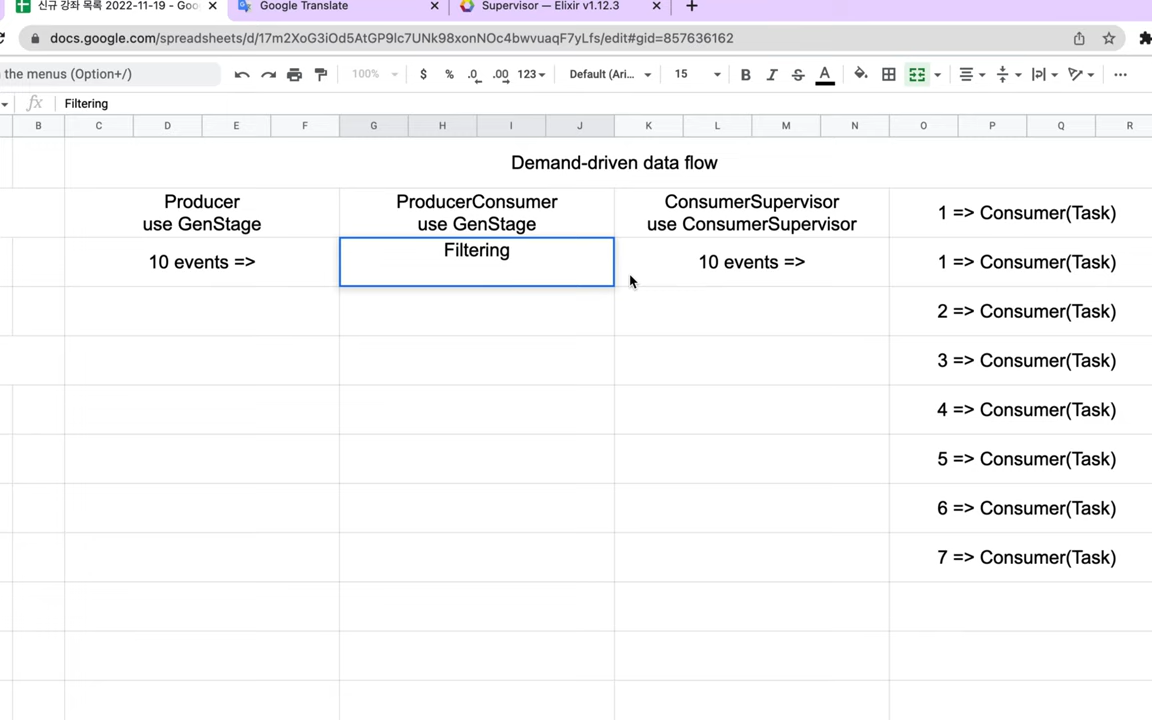 신규 강좌 목록 2022-11-19 - Goo
Google Translate
Supervisor — Elixir v1.12.3
docs.google.com/spreadsheets/d/17m2XoG3iOd5AtGP9lc7UNk98xonNOc4bwvuaqF7yLfs/edit#gid=857636162
the menus (Option+/)
100%
$ % .0 .00 123
Default (Ari...
15
B I S A
fx Filtering
B C D E F G H I J K L M N O P Q R
Demand-driven data flow
Producer
use GenStage
ProducerConsumer
use GenStage
ConsumerSupervisor
use ConsumerSupervisor
1 => Consumer(Task)
10 events =>
Filtering
10 events =>
1 => Consumer(Task)
2 => Consumer(Task)
3 => Consumer(Task)
4 => Consumer(Task)
5 => Consumer(Task)
6 => Consumer(Task)
7 => Consumer(Task)